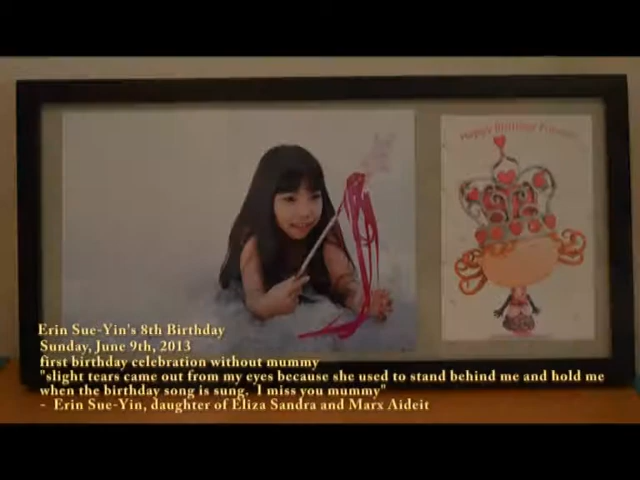 Happy Birthday Princess
Erin Sue-Yin's 8th Birthday
Sunday, June 9th, 2013
first birthday celebration without mummy
"slight tears came out from my eyes because she used to stand behind me and hold me
when the birthday song is sung.  I miss you mummy"
-  Erin Sue-Yin, daughter of Eliza Sandra and Marx Aideit